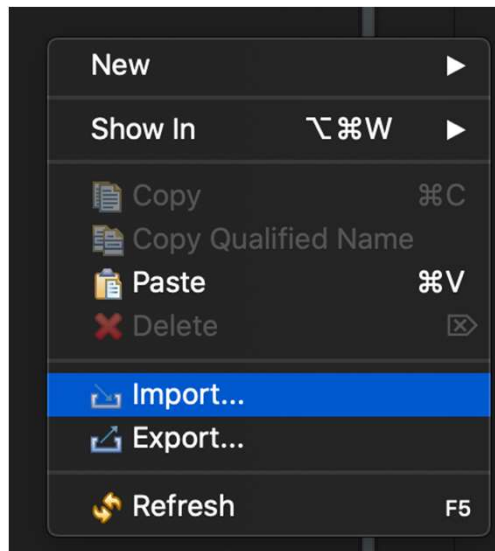 New ▶
Show In ⌥⌘W ▶
Copy ⌘C
Copy Qualified Name
Paste ⌘V
Delete ⌦
Import...
Export...
Refresh F5